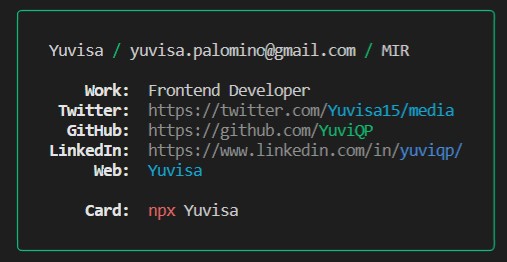 Yuvisa / yuvisa.palomino@gmail.com / MIR
Work: Frontend Developer
Twitter: https://twitter.com/Yuvisa15/media
GitHub: https://github.com/YuviQP
LinkedIn: https://www.linkedin.com/in/yuviqp/
Web: Yuvisa
Card: npx Yuvisa